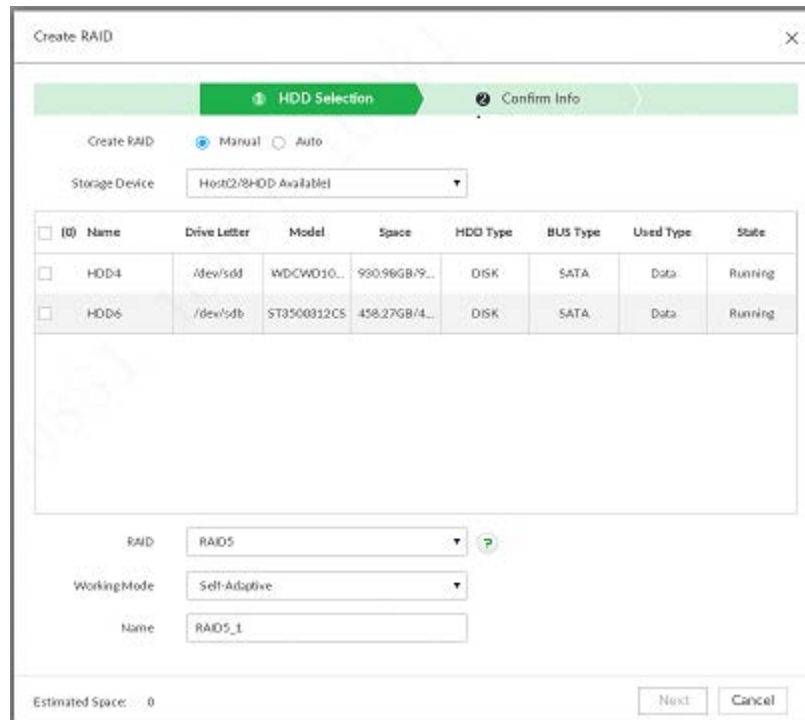 Create RAID
1 HDD Selection 2 Confirm Info
Create RAID Manual Auto
Storage Device Host(2/8HDD Available)
(0) Name Drive Letter Model Space HDD Type BUS Type Used Type State
HDD4 /dev/sdd WDCWD10... 930.98GB/9... DISK SATA Data Running
HDD6 /dev/sdb ST3500312CS 458.27GB/4... DISK SATA Data Running
RAID RAID5 ?
Working Mode Self-Adaptive
Name RAID5_1
Estimated Space: 0 Next Cancel